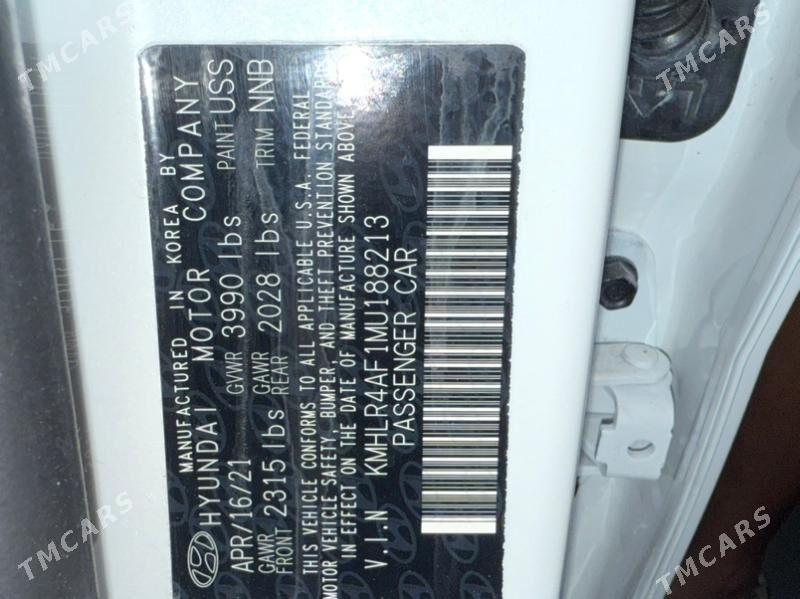 MANUFACTURED IN KOREA BY
HYUNDAI MOTOR COMPANY
APR/16/21 GVWR 3990 lbs PAINT USS
GAWR FRONT 2315 lbs GAWR REAR 2028 lbs TRIM NNB
THIS VEHICLE CONFORMS TO ALL APPLICABLE U.S.A. FEDERAL
MOTOR VEHICLE SAFETY, BUMPER, AND THEFT PREVENTION STANDARDS
IN EFFECT ON THE DATE OF MANUFACTURE SHOWN ABOVE.
V.I.N KMHLR4AF1MU188213
PASSENGER CAR
TMCARS
TMCARS
TMCARS
TMCARS
TMCARS